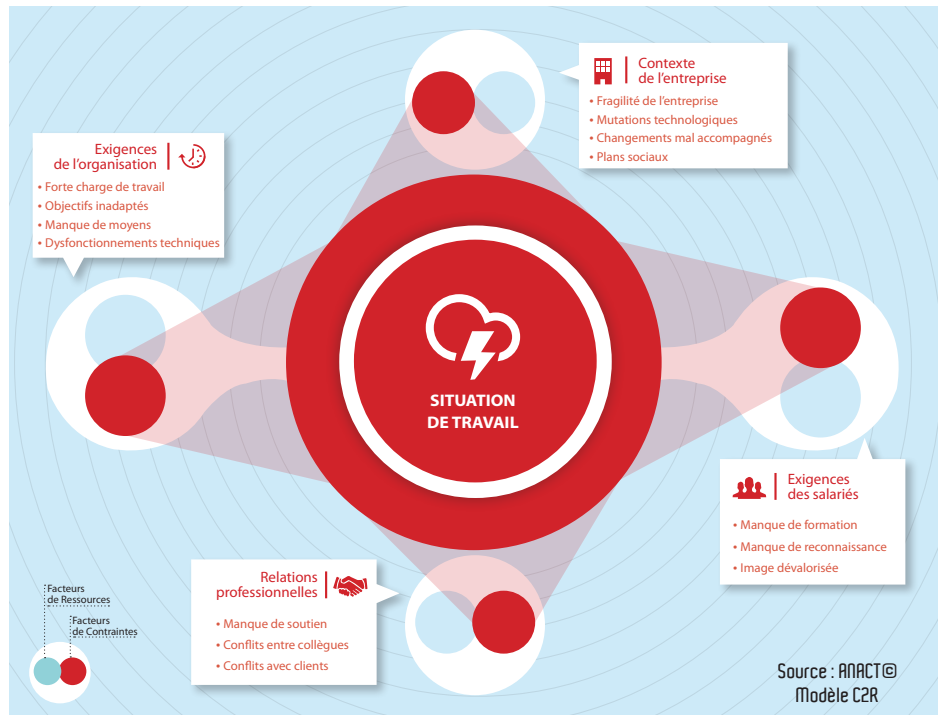 Contexte
de l'entreprise
• Fragilité de l'entreprise
• Mutations technologiques
• Changements mal accompagnés
• Plans sociaux
Exigences
de l'organisation
• Forte charge de travail
• Objectifs inadaptés
• Manque de moyens
• Dysfonctionnements techniques
SITUATION
DE TRAVAIL
Exigences
des salariés
• Manque de formation
• Manque de reconnaissance
• Image dévalorisée
Relations
professionnelles
• Manque de soutien
• Conflits entre collègues
• Conflits avec clients
Facteurs
de Ressources
Facteurs
de Contraintes
Source : ANACT©
Modèle C2R